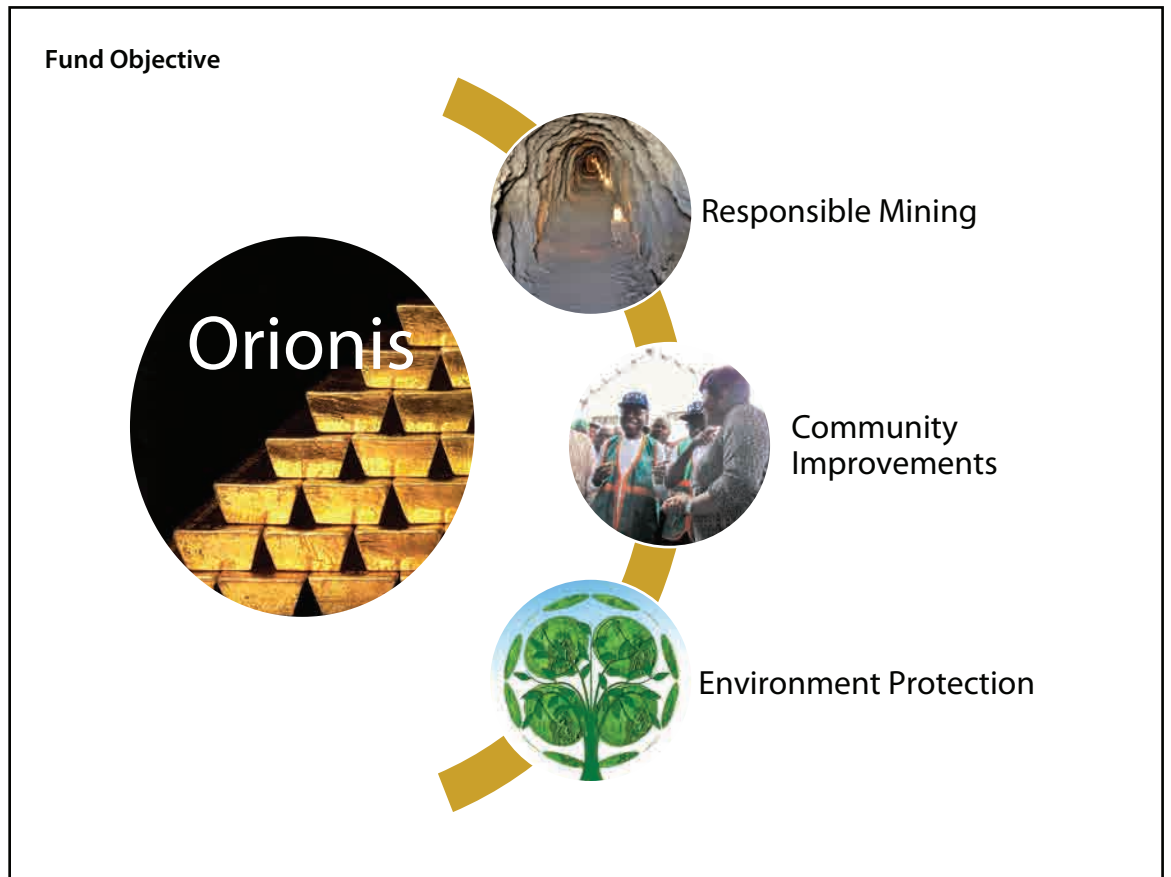 Fund Objective
Responsible Mining
Orionis
Community
Improvements
Environment Protection